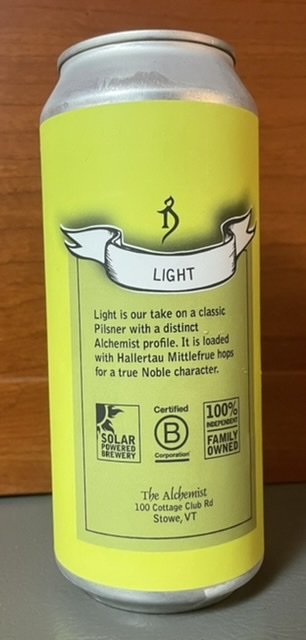 LIGHT
Light is our take on a classic
Pilsner with a distinct
Alchemist profile. It is loaded
with Hallertau Mittlefrue hops
for a true Noble character.
SOLAR
POWERED
BREWERY
Certified
B
Corporation
100%
INDEPENDENT
FAMILY
OWNED
The Alchemist
100 Cottage Club Rd
Stowe, VT